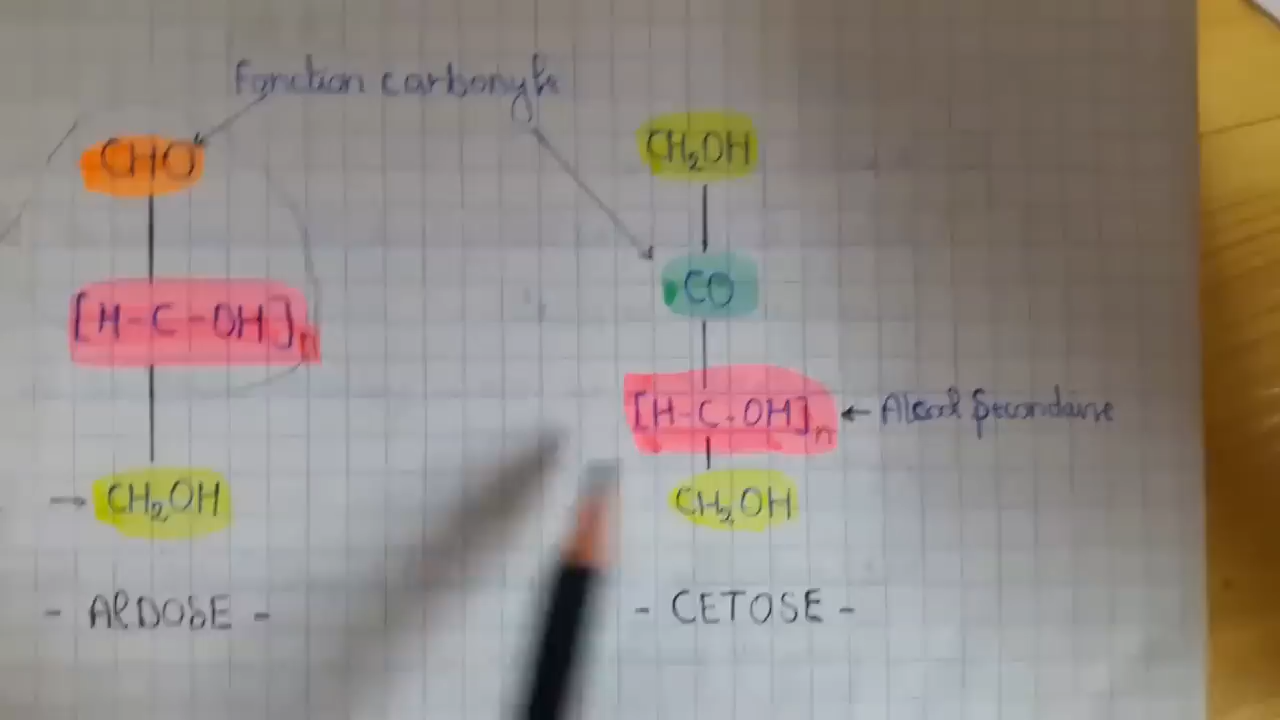 Fonction carbonyle
CHO
[H-C-OH]n
→ CH₂OH
- ALDOSE -
CH₂OH
CO
[H-C-OH]n ← Alcool Secondaire
CH₂OH
- CETOSE -